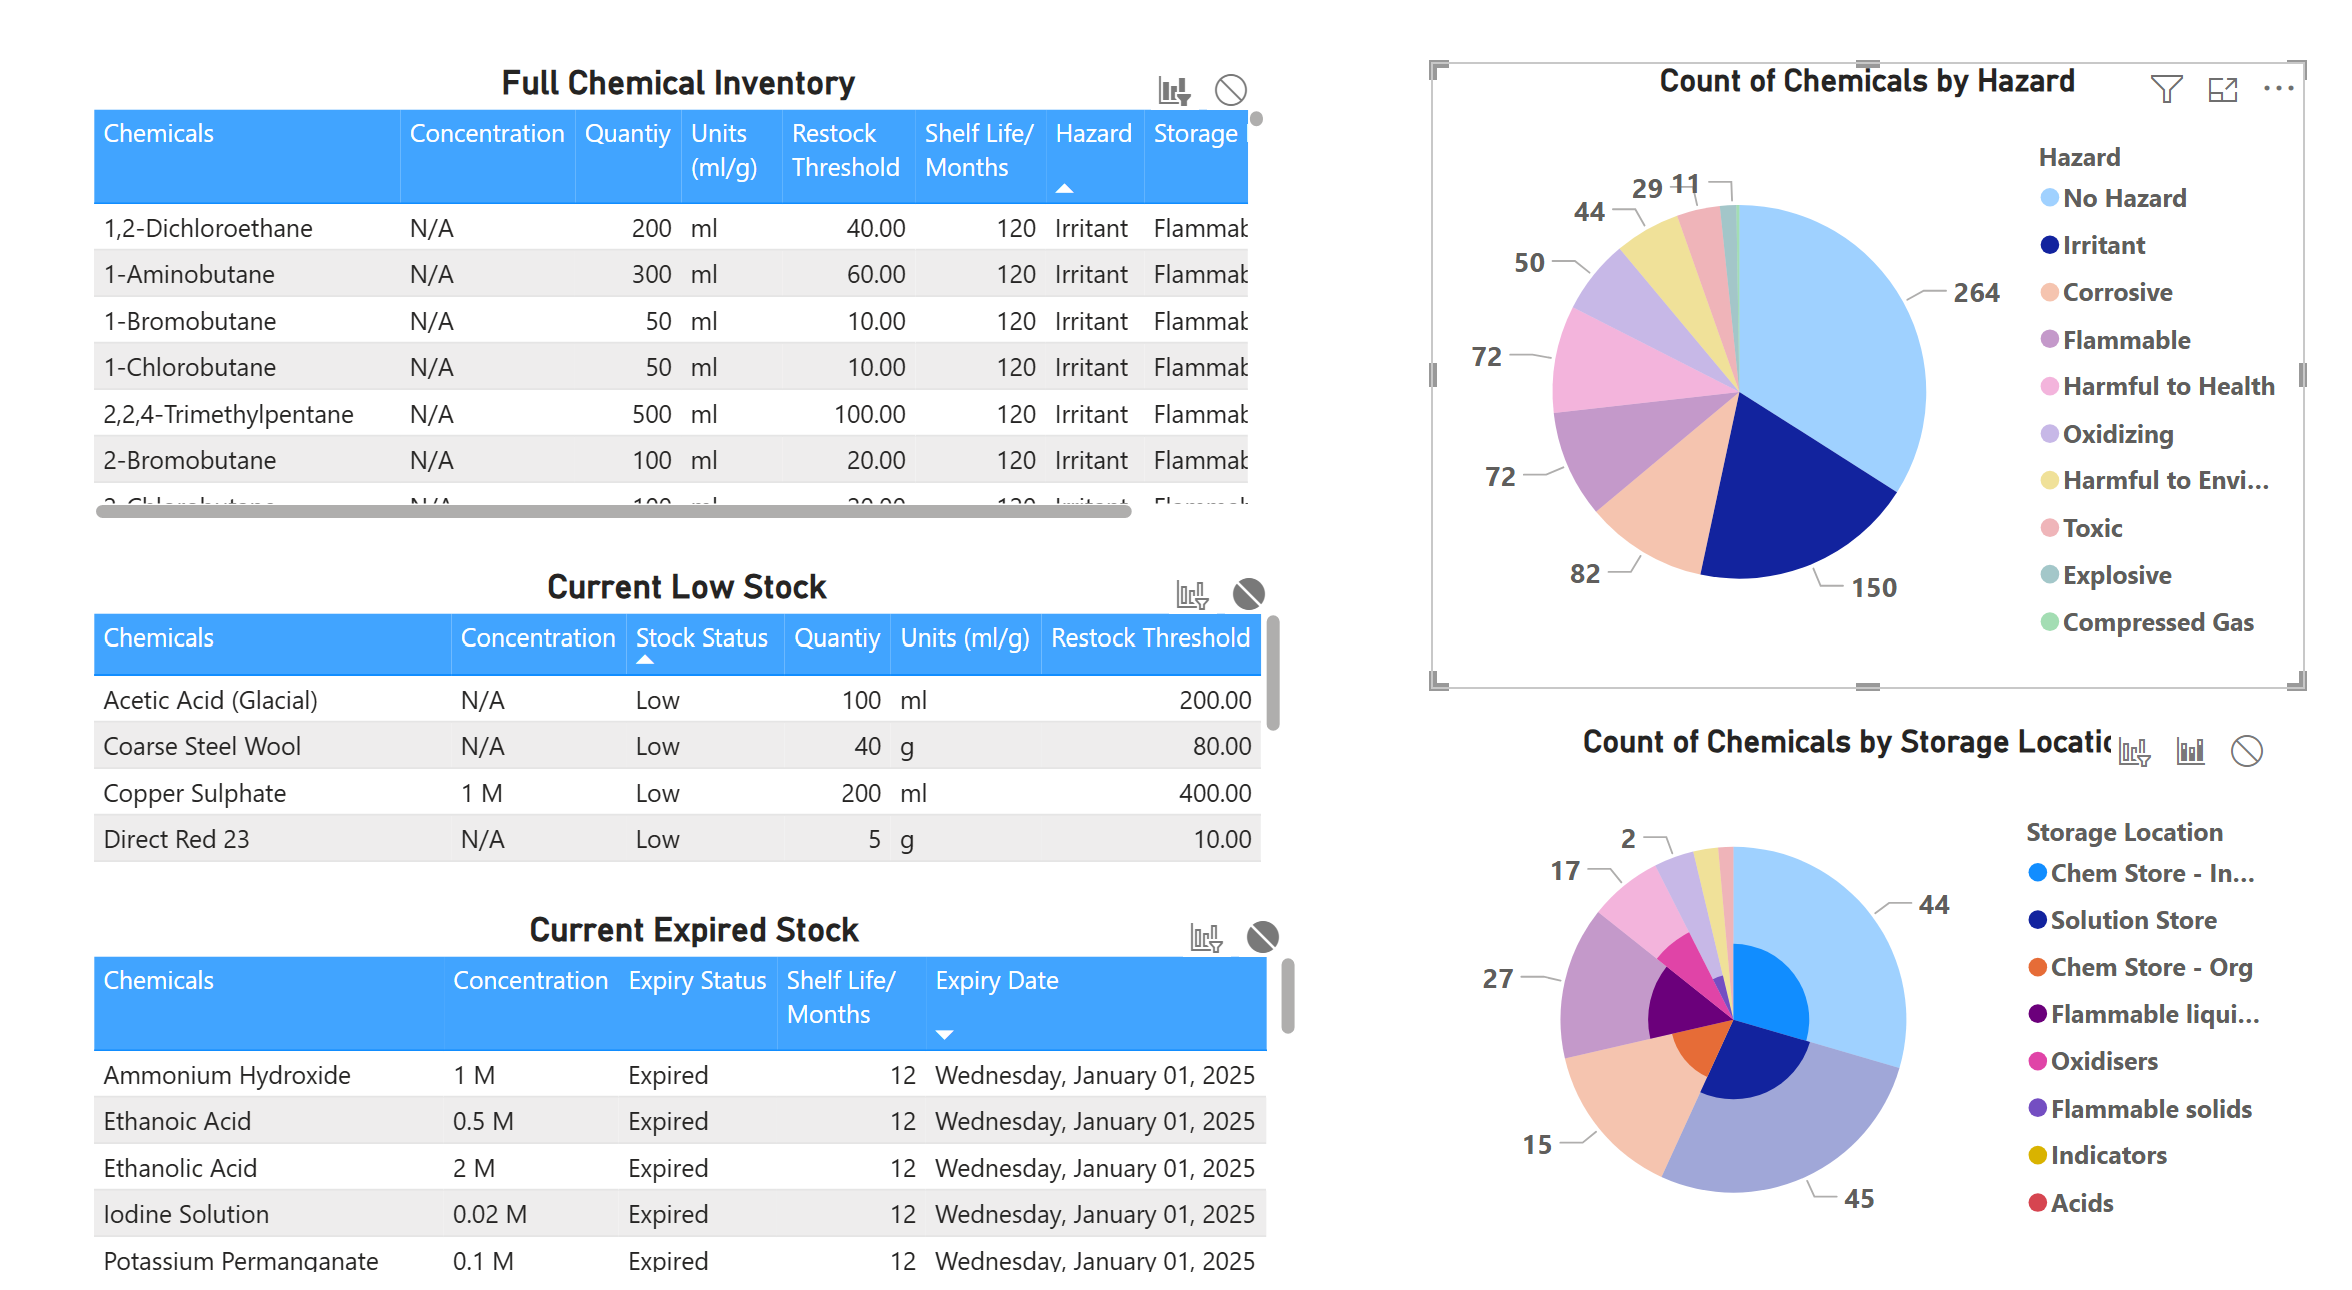 Full Chemical Inventory
Chemicals Concentration Quantiy Units (ml/g) Restock Threshold Shelf Life/ Months Hazard Storage
1,2-Dichloroethane N/A 200 ml 40.00 120 Irritant Flammab
1-Aminobutane N/A 300 ml 60.00 120 Irritant Flammab
1-Bromobutane N/A 50 ml 10.00 120 Irritant Flammab
1-Chlorobutane N/A 50 ml 10.00 120 Irritant Flammab
2,2,4-Trimethylpentane N/A 500 ml 100.00 120 Irritant Flammab
2-Bromobutane N/A 100 ml 20.00 120 Irritant Flammab
Current Low Stock
Chemicals Concentration Stock Status Quantiy Units (ml/g) Restock Threshold
Acetic Acid (Glacial) N/A Low 100 ml 200.00
Coarse Steel Wool N/A Low 40 g 80.00
Copper Sulphate 1 M Low 200 ml 400.00
Direct Red 23 N/A Low 5 g 10.00
Current Expired Stock
Chemicals Concentration Expiry Status Shelf Life/ Months Expiry Date
Ammonium Hydroxide 1 M Expired 12 Wednesday, January 01, 2025
Ethanoic Acid 0.5 M Expired 12 Wednesday, January 01, 2025
Ethanolic Acid 2 M Expired 12 Wednesday, January 01, 2025
Iodine Solution 0.02 M Expired 12 Wednesday, January 01, 2025
Potassium Permanganate 0.1 M Expired 12 Wednesday, January 01, 2025
Count of Chemicals by Hazard
264
150
82
72
72
50
44
29
11
Hazard
No Hazard
Irritant
Corrosive
Flammable
Harmful to Health
Oxidizing
Harmful to Envi...
Toxic
Explosive
Compressed Gas
Count of Chemicals by Storage Locatic
44
45
15
27
17
2
Storage Location
Chem Store - In...
Solution Store
Chem Store - Org
Flammable liqui...
Oxidisers
Flammable solids
Indicators
Acids